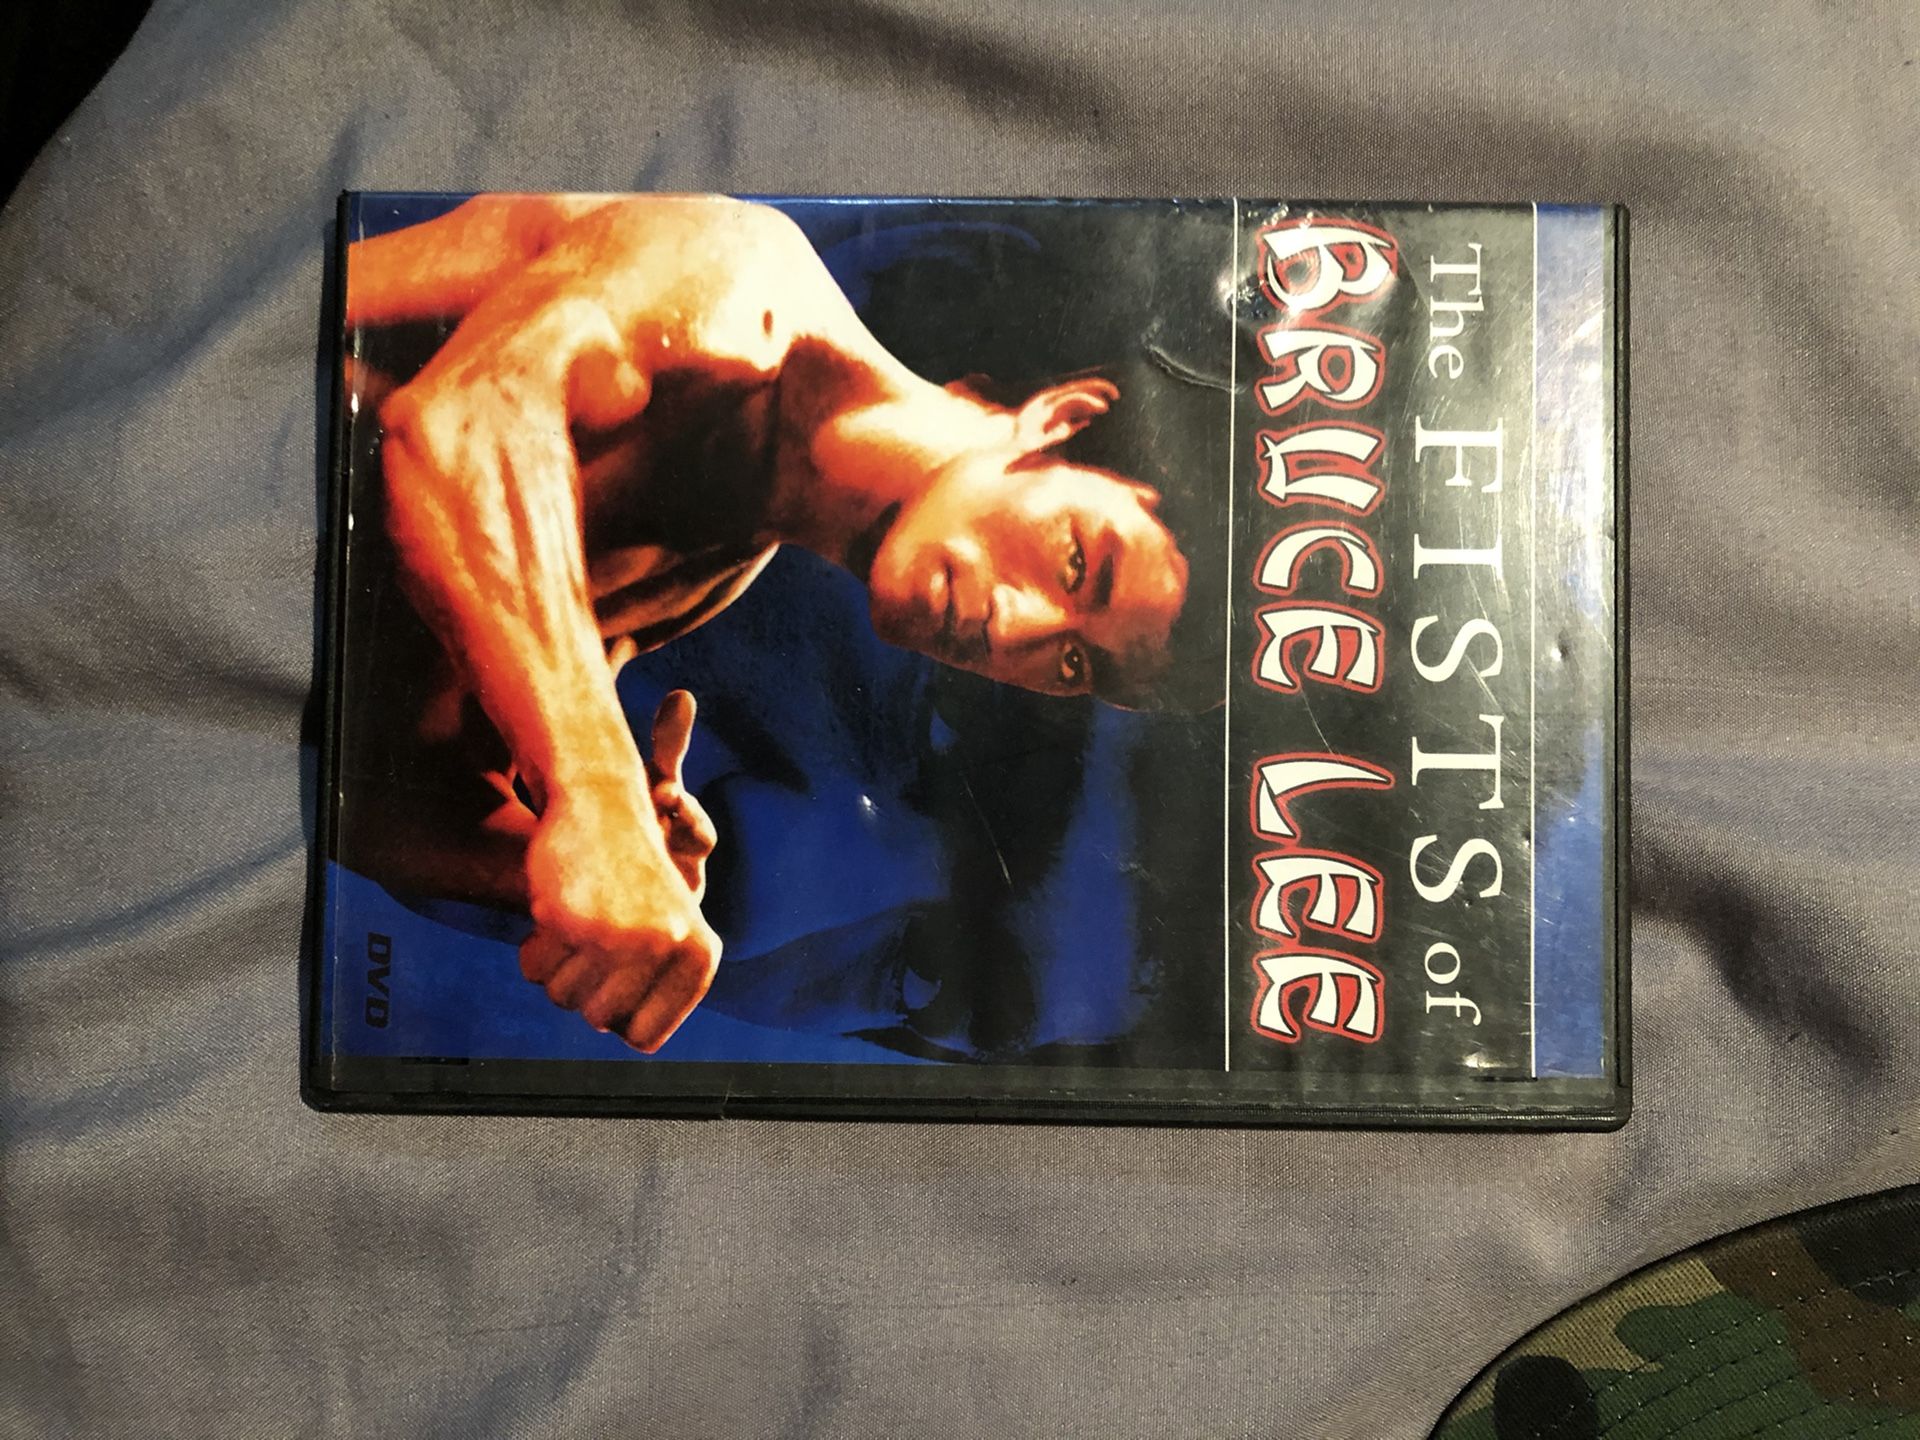 The FISTS of
BRUCE LEE
DVD